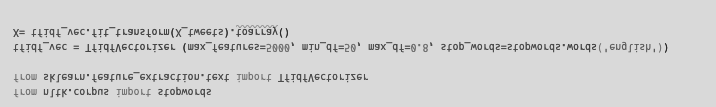 from nltk.corpus import stopwords
from sklearn.feature_extraction.text import TfidfVectorizer
tfidf_vec = TfidfVectorizer (max_features=5000, min_df=50, max_df=0.8, stop_words=stopwords.words('english'))
X= tfidf_vec.fit_transform(X_tweets).toarray()